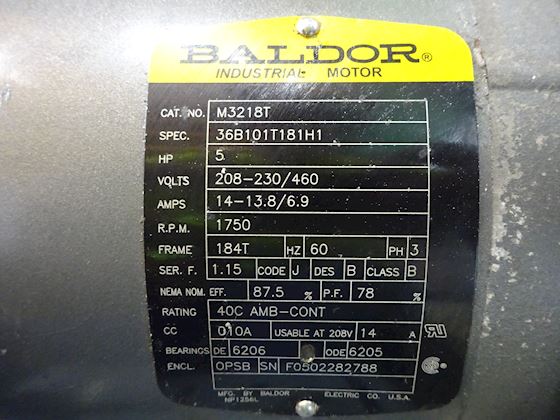 BALDOR®
INDUSTRIAL MOTOR
CAT. NO. M3218T
SPEC. 36B101T181H1
HP 5
VOLTS 208-230/460
AMPS 14-13.8/6.9
R.P.M. 1750
FRAME 184T HZ 60 PH 3
SER. F. 1.15 CODE J DES B CLASS B
NEMA NOM. EFF. 87.5 % P.F. 78 %
RATING 40C AMB-CONT
CC 010A USABLE AT 208V 14 A
BEARINGS DE 6206 ODE 6205
ENCL. OPSB SN F0502282788
MFG. BY BALDOR ELECTRIC CO. U.S.A.
NP1256L